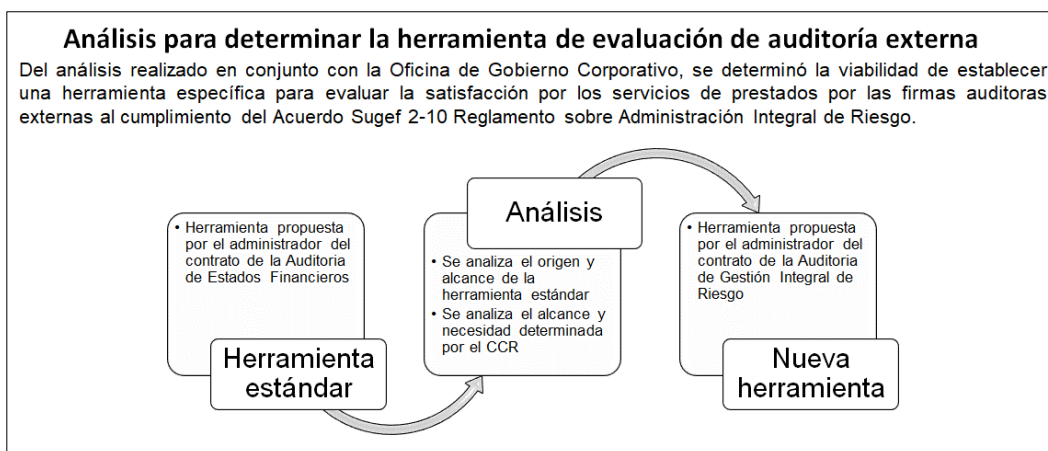 Análisis para determinar la herramienta de evaluación de auditoría externa
Del análisis realizado en conjunto con la Oficina de Gobierno Corporativo, se determinó la viabilidad de establecer
una herramienta específica para evaluar la satisfacción por los servicios de prestados por las firmas auditoras
externas al cumplimiento del Acuerdo Sugef 2-10 Reglamento sobre Administración Integral de Riesgo.
• Herramienta propuesta
por el administrador del
contrato de la Auditoria
de Estados Financieros
Herramienta
estándar
Análisis
• Se analiza el origen y
alcance de la
herramienta estándar
• Se analiza el alcance y
necesidad determinada
por el CCR
• Herramienta propuesta
por el administrador del
contrato de la Auditoria
de Gestión Integral de
Riesgo
Nueva
herramienta